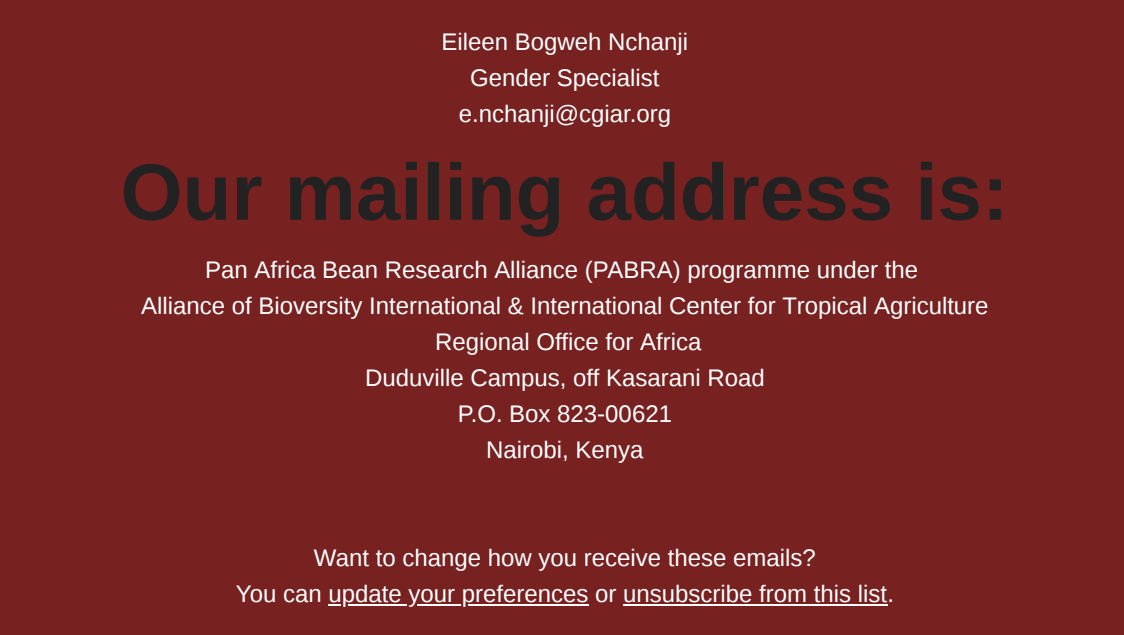 Eileen Bogweh Nchanji
Gender Specialist
e.nchanji@cgiar.org
Our mailing address is:
Pan Africa Bean Research Alliance (PABRA) programme under the
Alliance of Bioversity International & International Center for Tropical Agriculture
Regional Office for Africa
Duduville Campus, off Kasarani Road
P.O. Box 823-00621
Nairobi, Kenya
Want to change how you receive these emails?
You can update your preferences or unsubscribe from this list.